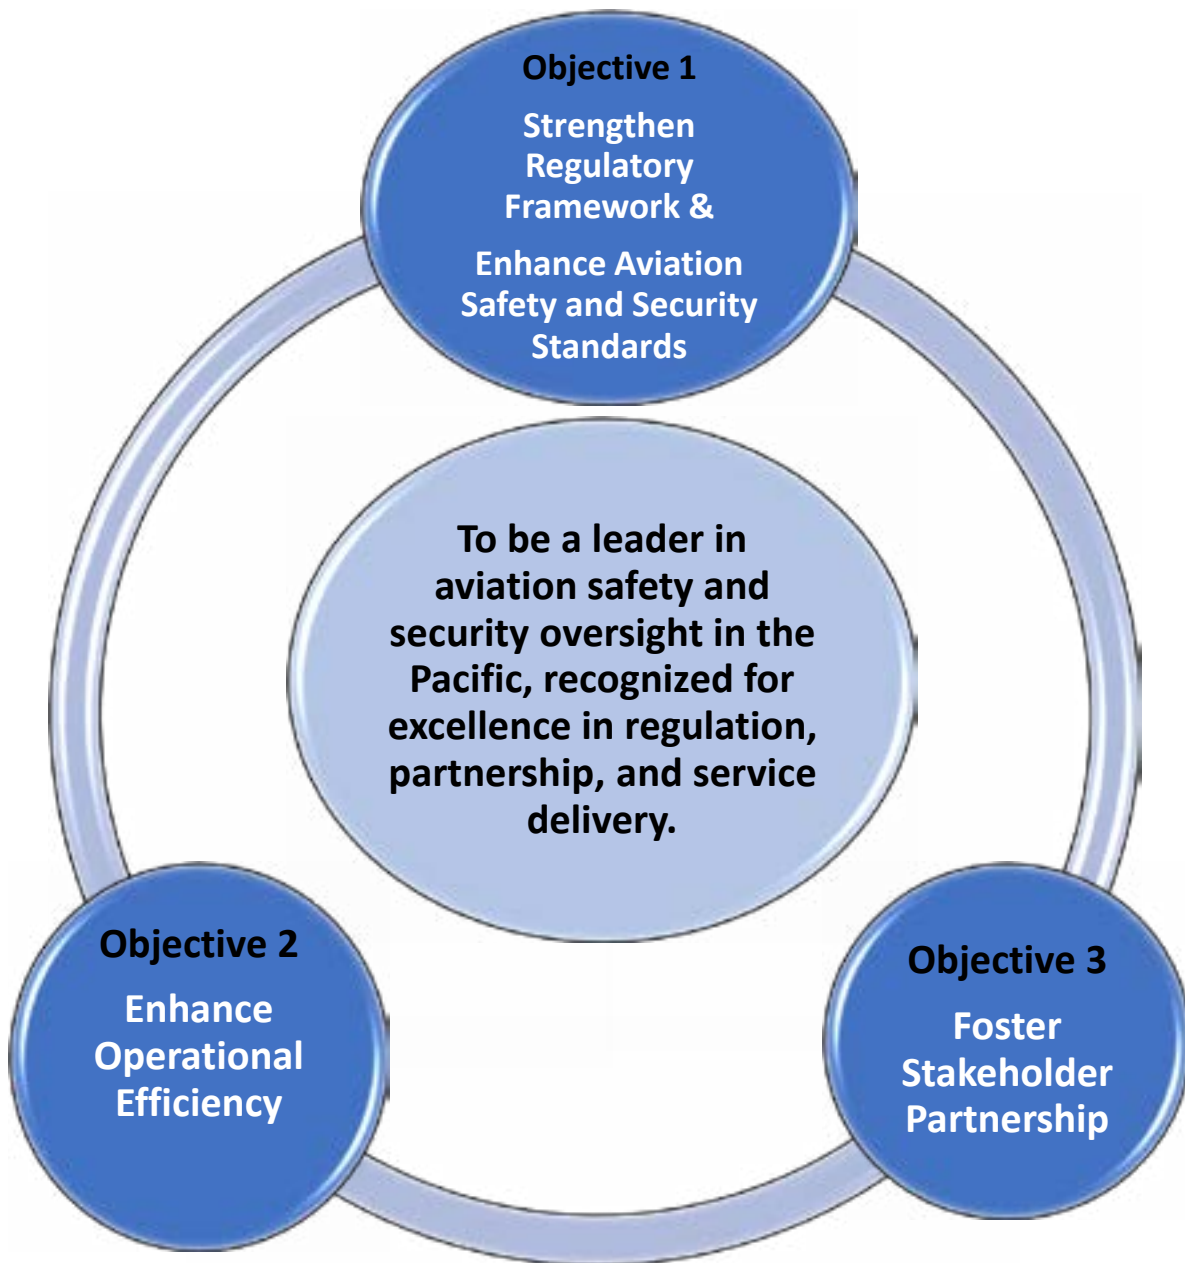 Objective 1
Strengthen
Regulatory
Framework &
Enhance Aviation
Safety and Security
Standards
To be a leader in
aviation safety and
security oversight in the
Pacific, recognized for
excellence in regulation,
partnership, and service
delivery.
Objective 2
Enhance
Operational
Efficiency
Objective 3
Foster
Stakeholder
Partnership